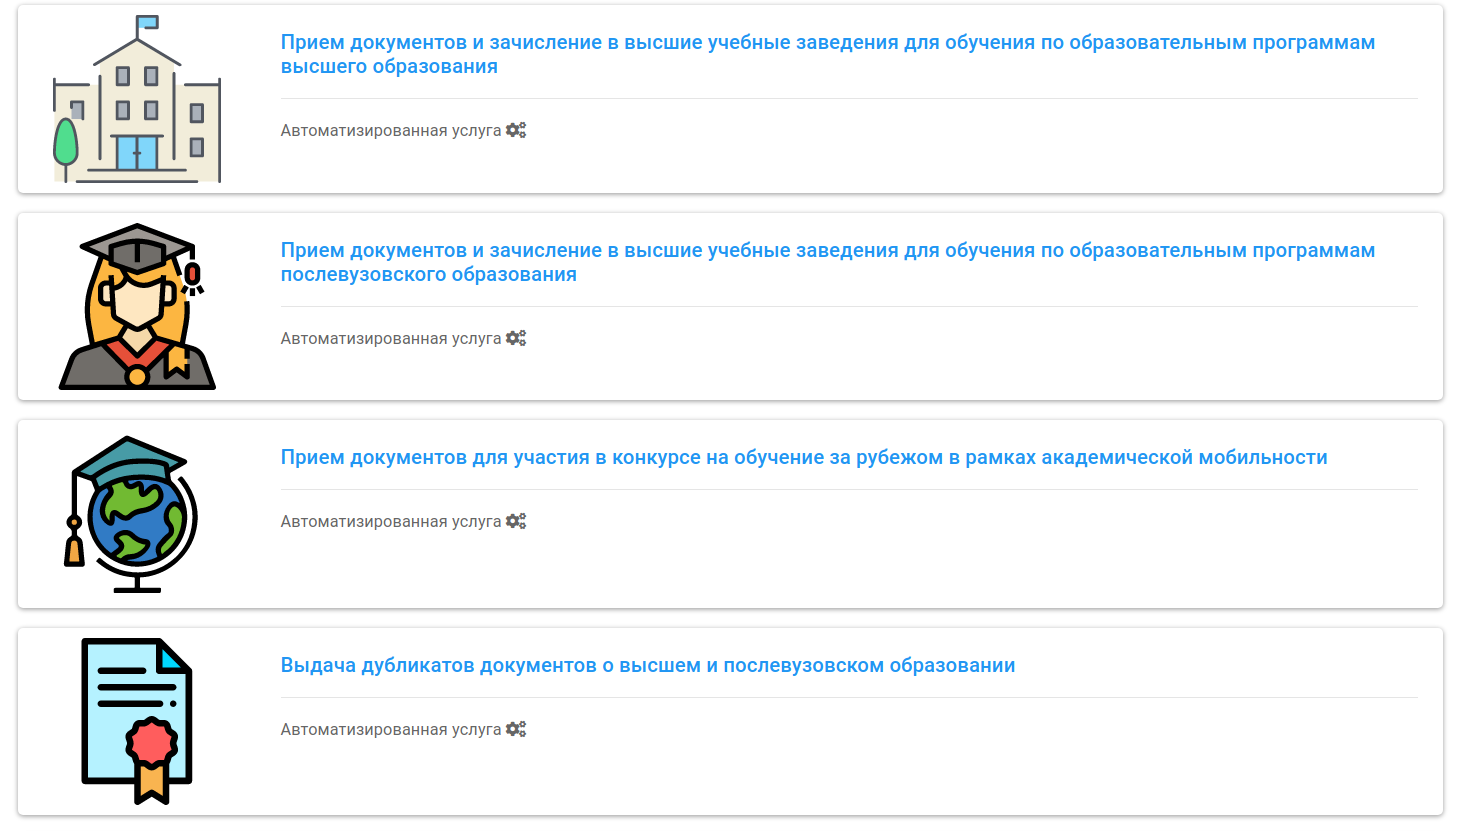 Прием документов и зачисление в высшие учебные заведения для обучения по образовательным программам
высшего образования
Автоматизированная услуга
Прием документов и зачисление в высшие учебные заведения для обучения по образовательным программам
послевузовского образования
Автоматизированная услуга
Прием документов для участия в конкурсе на обучение за рубежом в рамках академической мобильности
Автоматизированная услуга
Выдача дубликатов документов о высшем и послевузовском образовании
Автоматизированная услуга